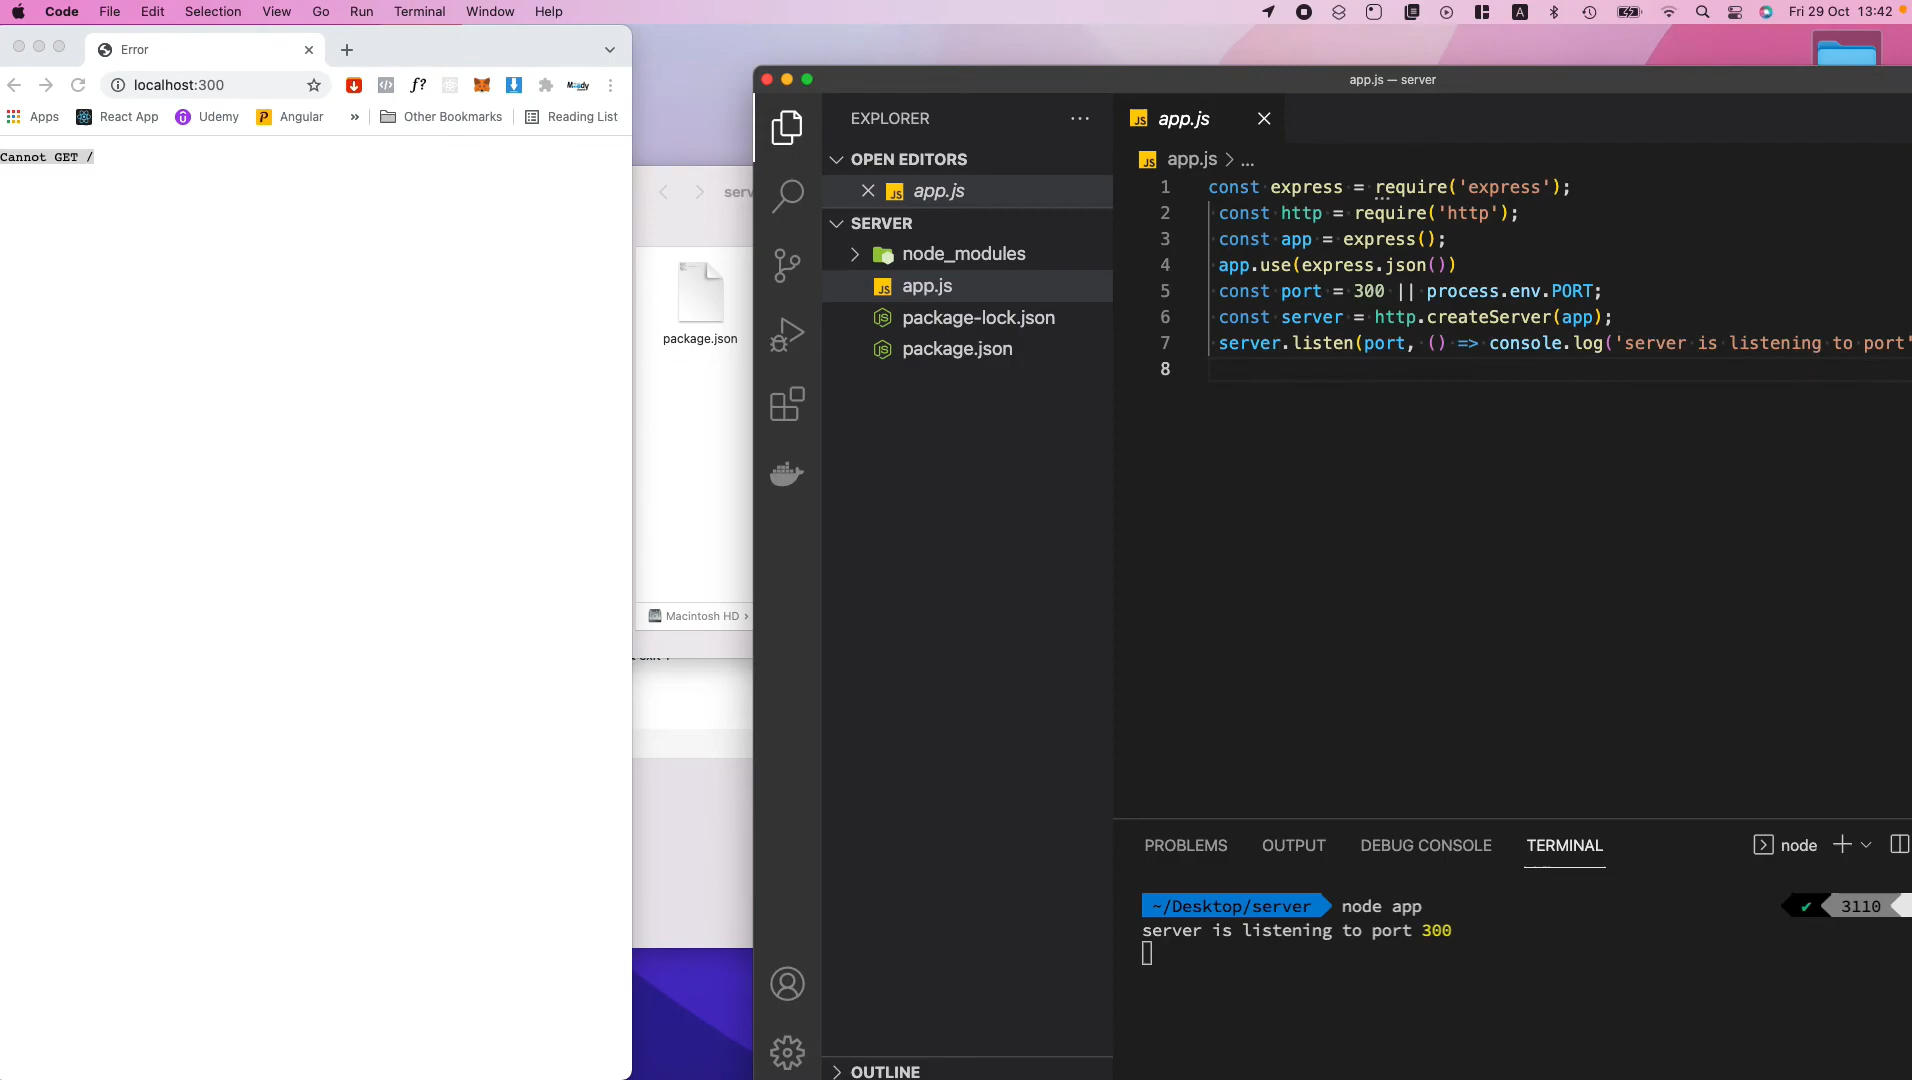 Code File Edit Selection View Go Run Terminal Window Help
A Fri 29 Oct 13:42
Error
localhost:300
f?
Apps React App Udemy Angular » Other Bookmarks Reading List
Cannot GET /
serv
package.json
Macintosh HD ›
app.js — server
EXPLORER
OPEN EDITORS
app.js
SERVER
node_modules
app.js
package-lock.json
package.json
OUTLINE
app.js
app.js > ...
1 const express = require('express');
2 const http = require('http');
3 const app = express();
4 app.use(express.json())
5 const port = 300 || process.env.PORT;
6 const server = http.createServer(app);
7 server.listen(port, () => console.log('server is listening to port'
8
PROBLEMS OUTPUT DEBUG CONSOLE TERMINAL node
~/Desktop/server node app ✔ 3110
server is listening to port 300